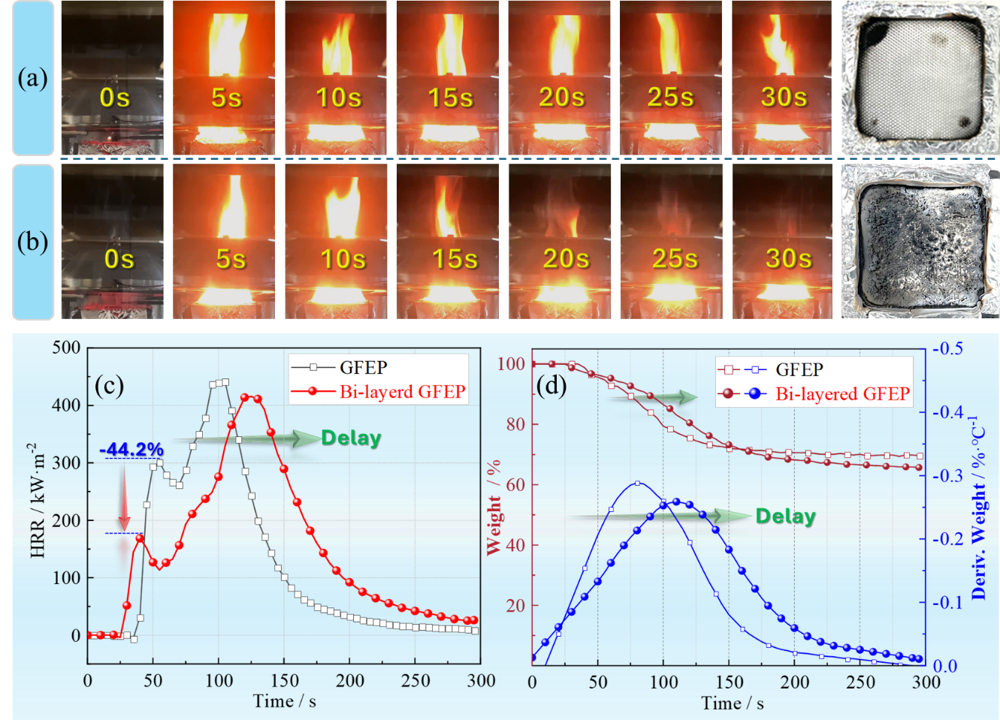 (a)
0s
5s
10s
15s
20s
25s
30s
(b)
0s
5s
10s
15s
20s
25s
30s
(c)
GFEP
Bi-layerd GFEP
-44.2%
Delay
HRR / kW·m-2
500
400
300
200
100
0
0 50 100 150 200 250 300
Time / s
(d)
GFEP
Bi-layered GFEP
Delay
Weight / %
100
80
60
40
20
-0.5
-0.4
-0.3
-0.2
-0.1
0.0
Deriv. Weight / %·°C-1
0 50 100 150 200 250 300
Time / s